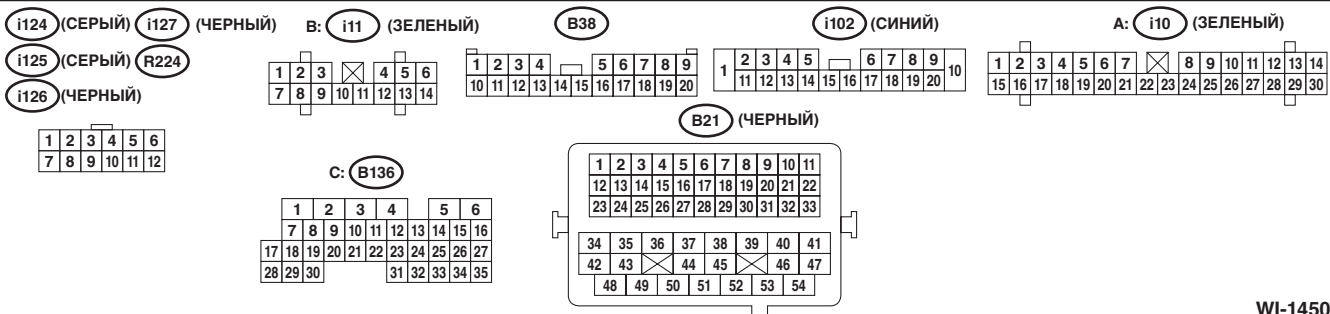 i124 (СЕРЫЙ) i127 (ЧЕРНЫЙ) B: i11 (ЗЕЛЕНЫЙ) B38 i102 (СИНИЙ) A: i10 (ЗЕЛЕНЫЙ)
i125 (СЕРЫЙ) R224
i126 (ЧЕРНЫЙ)
1 2 3 4 5 6
7 8 9 10 11 12
1 2 3 4 5 6
7 8 9 10 11 12 13 14
1 2 3 4 5 6 7 8 9
10 11 12 13 14 15 16 17 18 19 20
1 2 3 4 5 6 7 8 9 10
11 12 13 14 15 16 17 18 19 20
1 2 3 4 5 6 7 8 9 10 11 12 13 14
15 16 17 18 19 20 21 22 23 24 25 26 27 28 29 30
C: B136
1 2 3 4 5 6
7 8 9 10 11 12 13 14 15 16
17 18 19 20 21 22 23 24 25 26 27
28 29 30 31 32 33 34 35
B21 (ЧЕРНЫЙ)
1 2 3 4 5 6 7 8 9 10 11
12 13 14 15 16 17 18 19 20 21 22
23 24 25 26 27 28 29 30 31 32 33
34 35 36 37 38 39 40 41
42 43 44 45 46 47
48 49 50 51 52 53 54
WI-1450